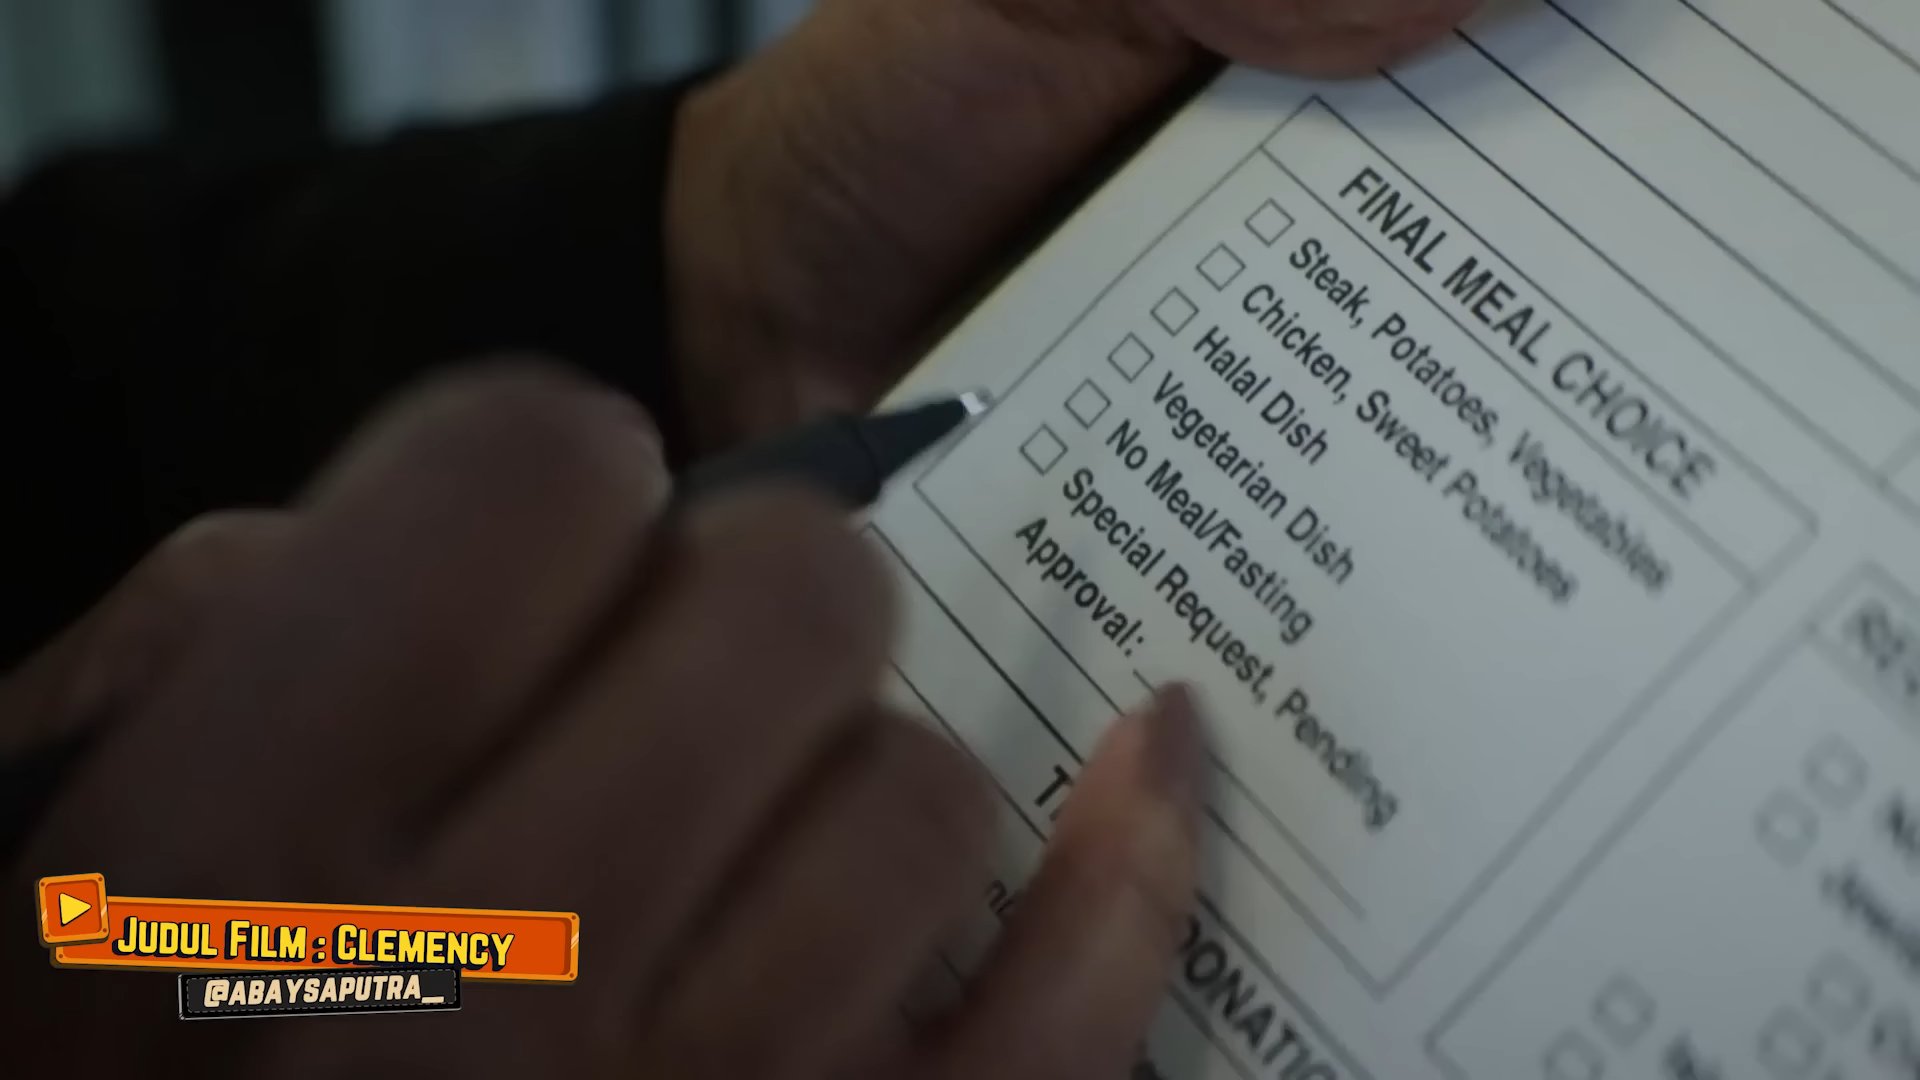 FINAL MEAL CHOICE
Steak, Potatoes, Vegetables
Chicken, Sweet Potatoes
Halal Dish
Vegetarian Dish
No Meal/Fasting
Special Request, Pending
Approval:
JUDUL FILM : CLEMENCY
@ABAYSAPUTRA_